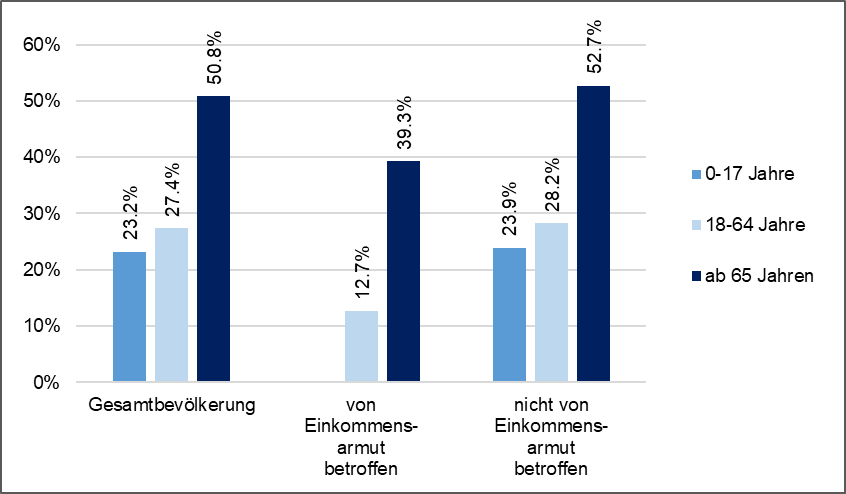 60%
50%
40%
30%
20%
10%
0%
23.2%
27.4%
50.8%
12.7%
39.3%
23.9%
28.2%
52.7%
Gesamtbevölkerung
von
Einkommens-
armut
betroffen
nicht von
Einkommens-
armut
betroffen
0-17 Jahre
18-64 Jahre
ab 65 Jahren